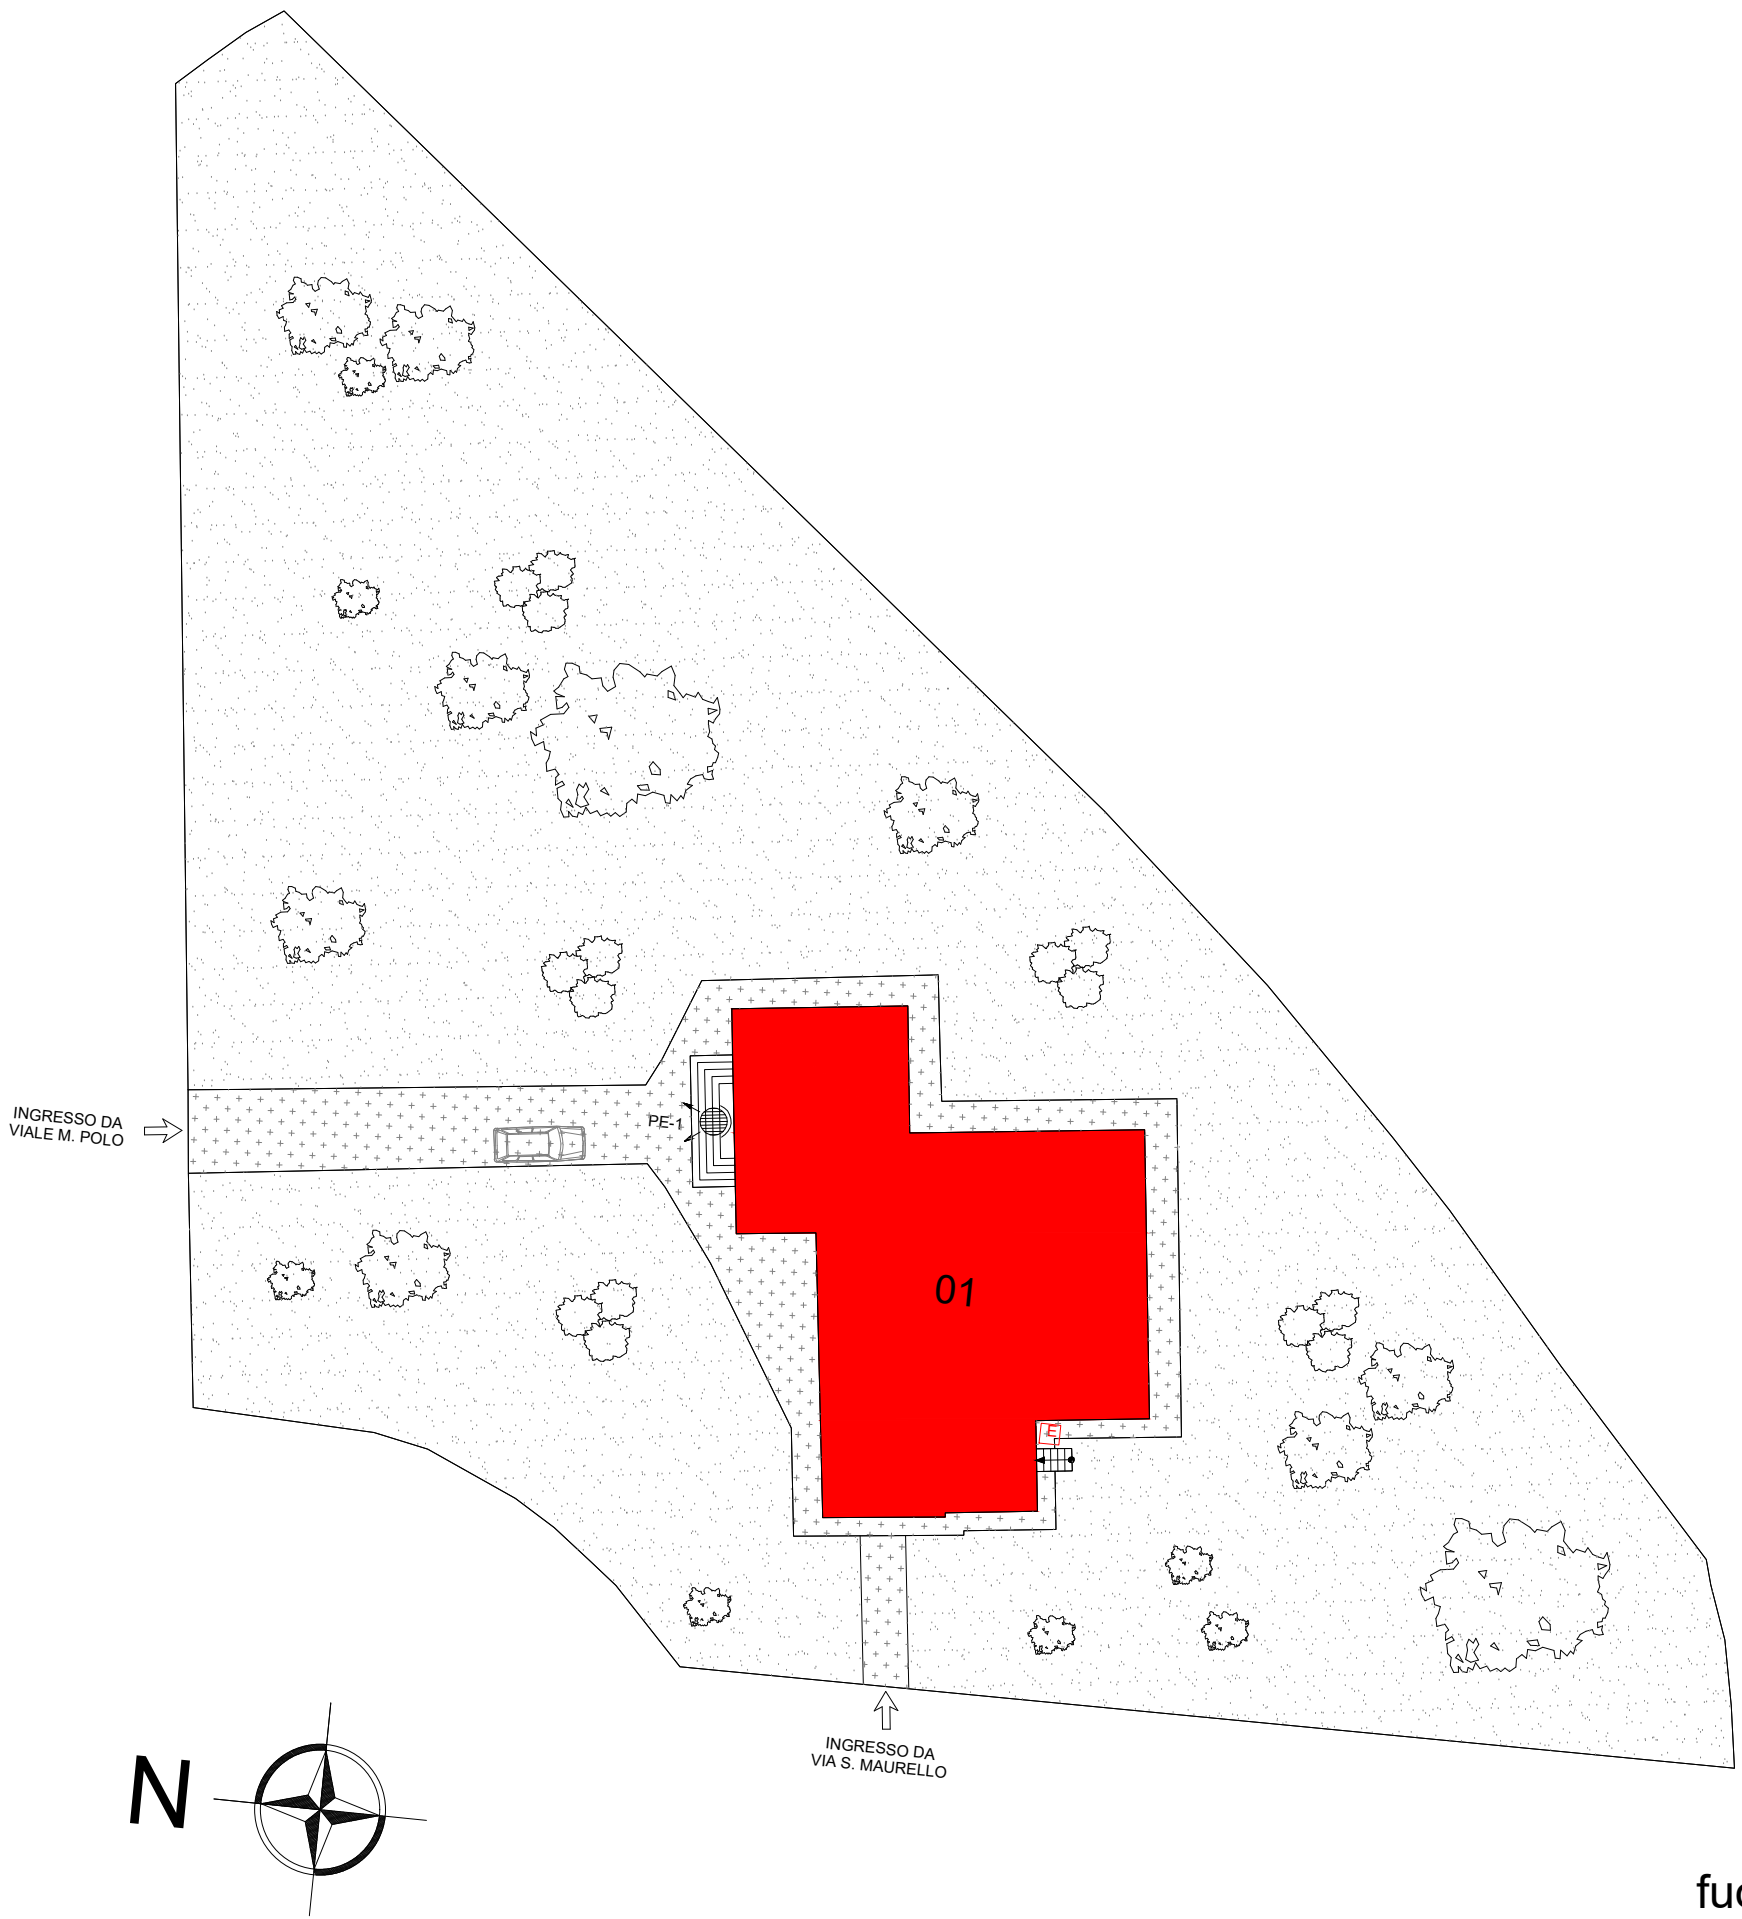 INGRESSO DA
VIALE M. POLO
PE-1
01
E
INGRESSO DA
VIA S. MAURELLO
N